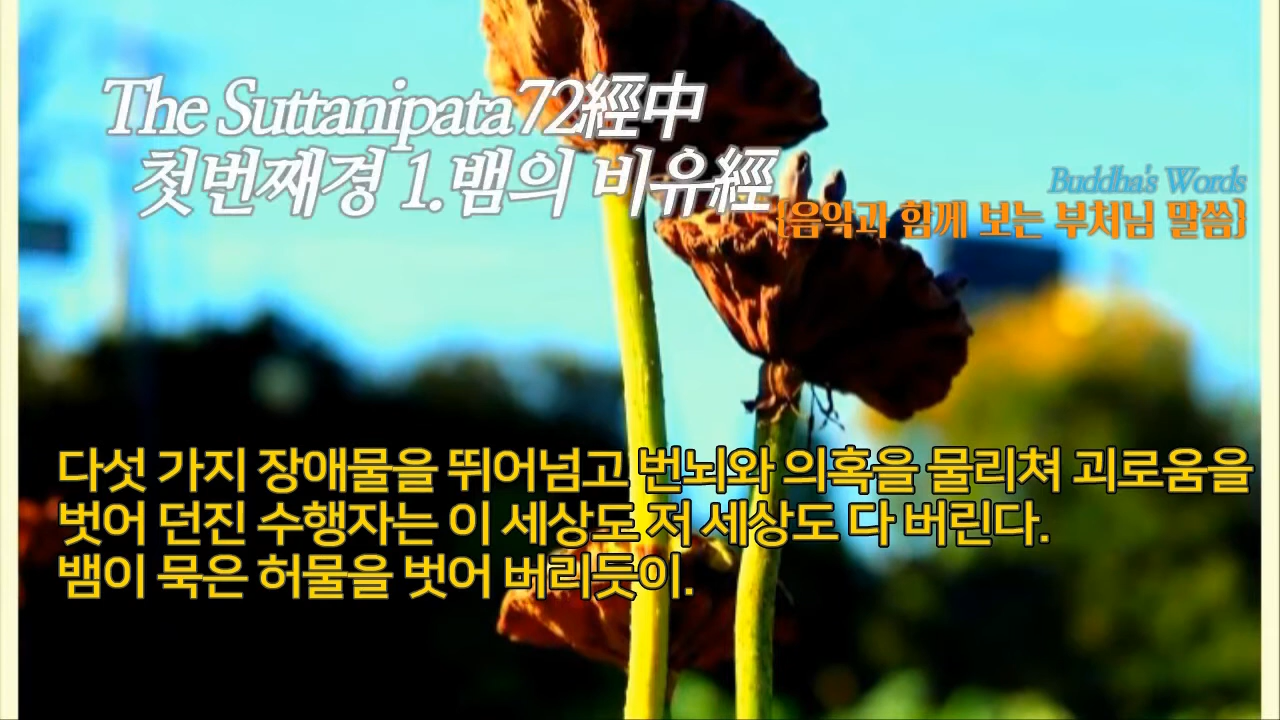 The Suttanipata 72經中
첫번째경 1.뱀의 비유經
Buddha's Words
{음악과 함께 보는 부처님 말씀}
다섯 가지 장애물을 뛰어넘고 번뇌와 의혹을 물리쳐 괴로움을
벗어 던진 수행자는 이 세상도 저 세상도 다 버린다.
뱀이 묵은 허물을 벗어 버리듯이.